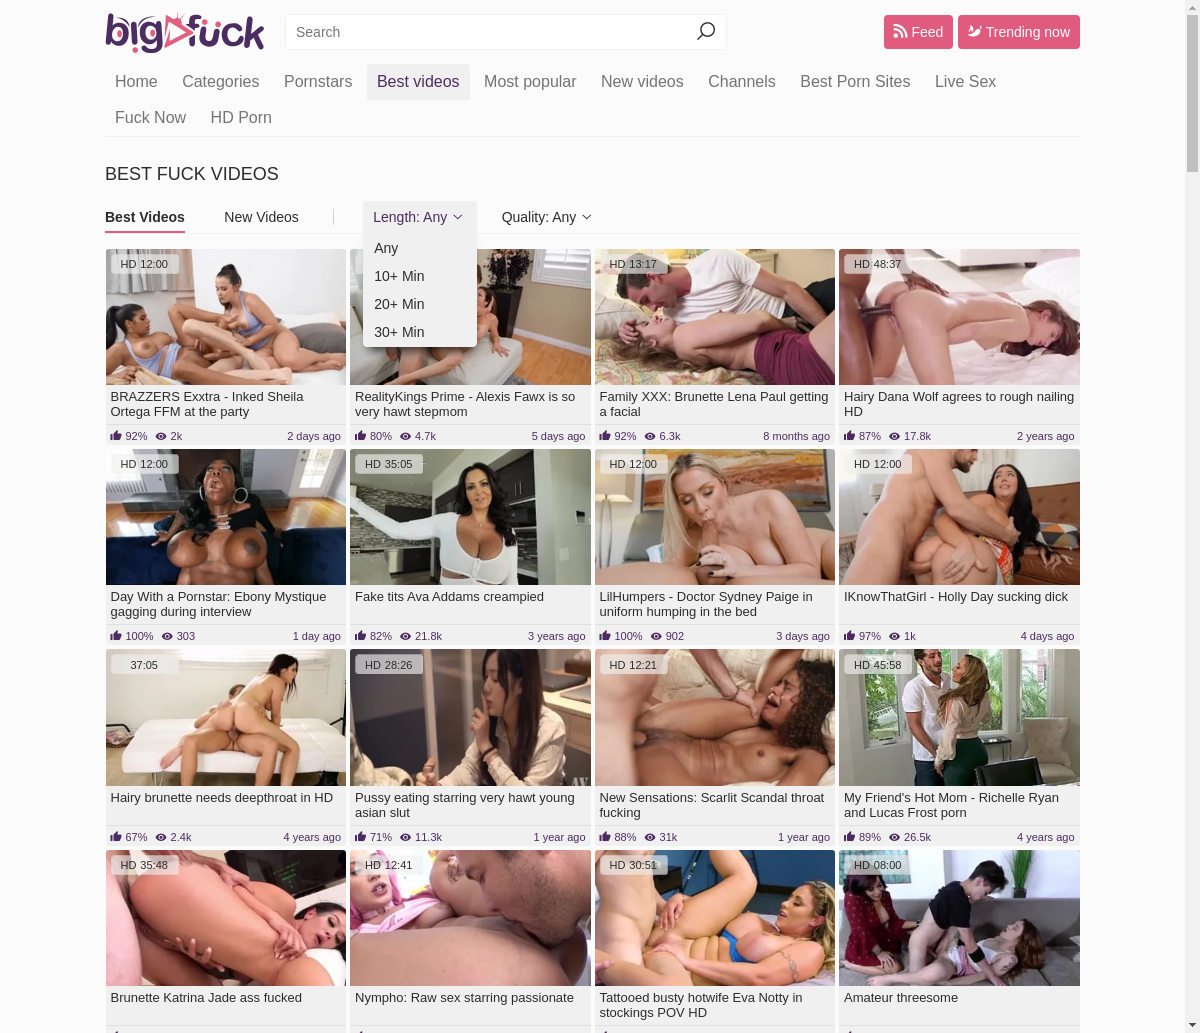 bigfuck
Search
Feed
Trending now
Home Categories Pornstars Best videos Most popular New videos Channels Best Porn Sites Live Sex
Fuck Now HD Porn
BEST FUCK VIDEOS
Best Videos New Videos Length: Any Quality: Any
Any
10+ Min
20+ Min
30+ Min
HD 12:00
BRAZZERS Exxtra - Inked Sheila
Ortega FFM at the party
92% 2k 2 days ago
RealityKings Prime - Alexis Fawx is so
very hawt stepmom
80% 4.7k 5 days ago
HD 13:17
Family XXX: Brunette Lena Paul getting
a facial
92% 6.3k 8 months ago
HD 48:37
Hairy Dana Wolf agrees to rough nailing
HD
87% 17.8k 2 years ago
HD 12:00
Day With a Pornstar: Ebony Mystique
gagging during interview
100% 303 1 day ago
HD 35:05
Fake tits Ava Addams creampied
82% 21.8k 3 years ago
HD 12:00
LilHumpers - Doctor Sydney Paige in
uniform humping in the bed
100% 902 3 days ago
HD 12:00
IKnowThatGirl - Holly Day sucking dick
97% 1k 4 days ago
37:05
Hairy brunette needs deepthroat in HD
67% 2.4k 4 years ago
HD 28:26
AV
Pussy eating starring very hawt young
asian slut
71% 11.3k 1 year ago
HD 12:21
New Sensations: Scarlit Scandal throat
fucking
88% 31k 1 year ago
HD 45:58
My Friend's Hot Mom - Richelle Ryan
and Lucas Frost porn
89% 26.5k 4 years ago
HD 35:48
Brunette Katrina Jade ass fucked
HD 12:41
Nympho: Raw sex starring passionate
HD 30:51
Tattooed busty hotwife Eva Notty in
stockings POV HD
HD 08:00
Amateur threesome